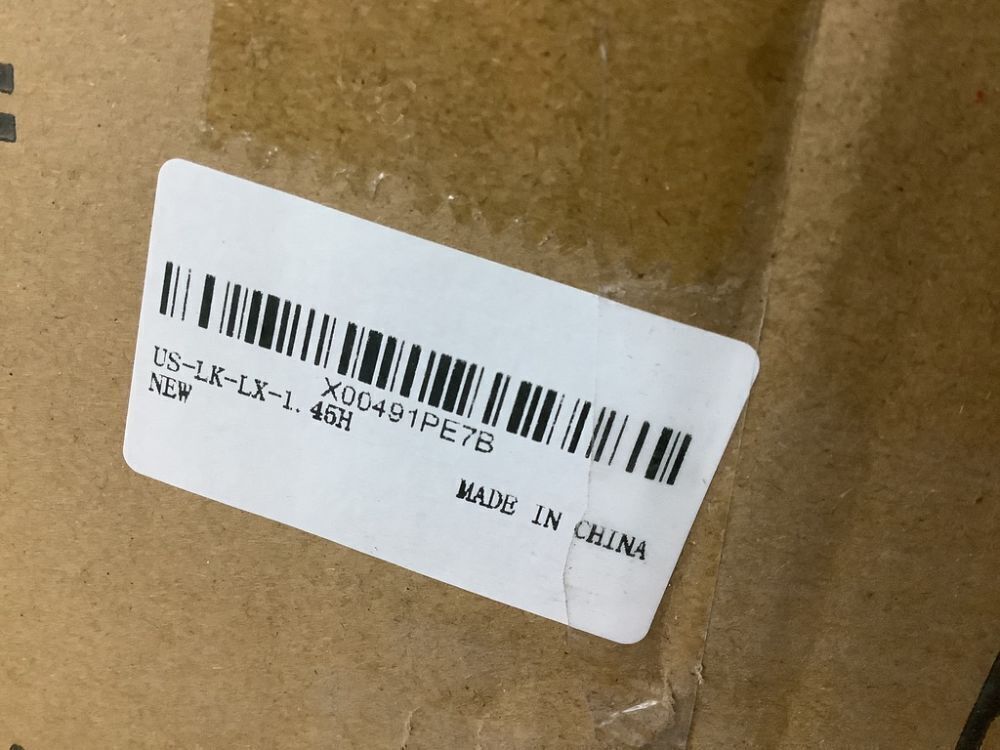 X00491PE7B
US-LK-LX-1.45H
NEW
MADE IN CHINA